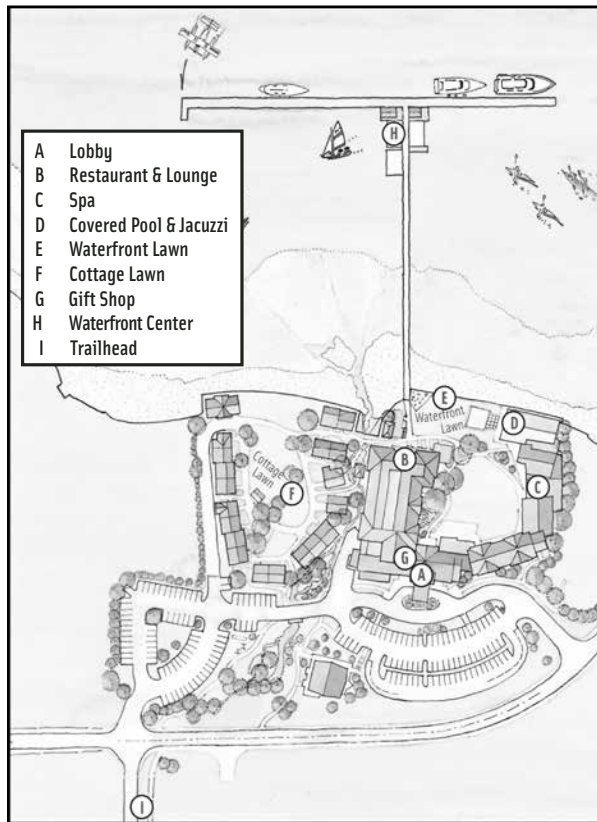 H
A Lobby
B Restaurant & Lounge
C Spa
D Covered Pool & Jacuzzi
E Waterfront Lawn
F Cottage Lawn
G Gift Shop
H Waterfront Center
I Trailhead
E
Waterfront
Lawn
D
B
Cottage
Lawn
F
C
G
A
I